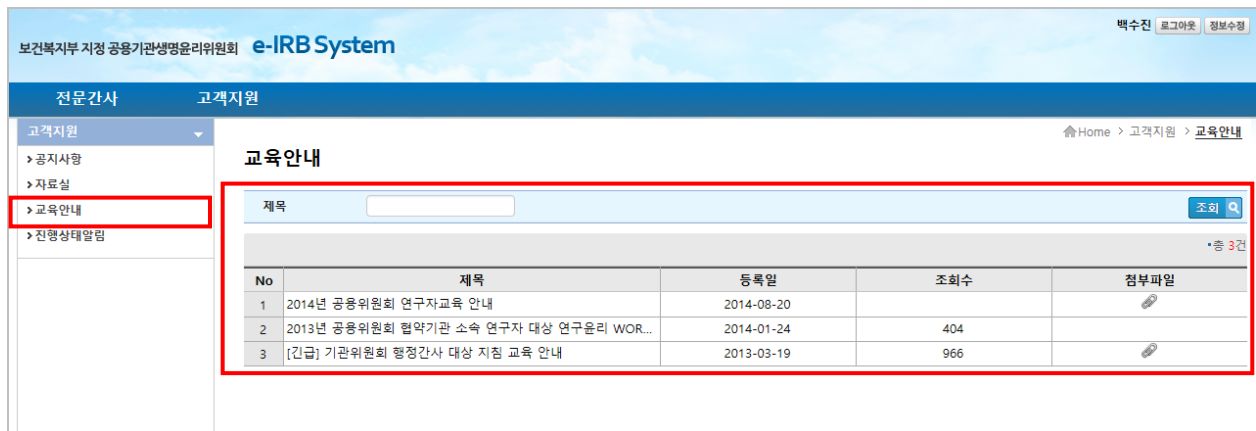 백수진 로그아웃 정보수정
보건복지부 지정 공용기관생명윤리위원회 e-IRB System
전문간사 고객지원
고객지원
Home > 고객지원 > 교육안내
> 공지사항
> 자료실
> 교육안내
> 진행상태알림
교육안내
제목 조회
▪총 3건
No 제목 등록일 조회수 첨부파일
1 2014년 공용위원회 연구자교육 안내 2014-08-20
2 2013년 공용위원회 협약기관 소속 연구자 대상 연구윤리 WOR... 2014-01-24 404
3 [긴급] 기관위원회 행정간사 대상 지침 교육 안내 2013-03-19 966